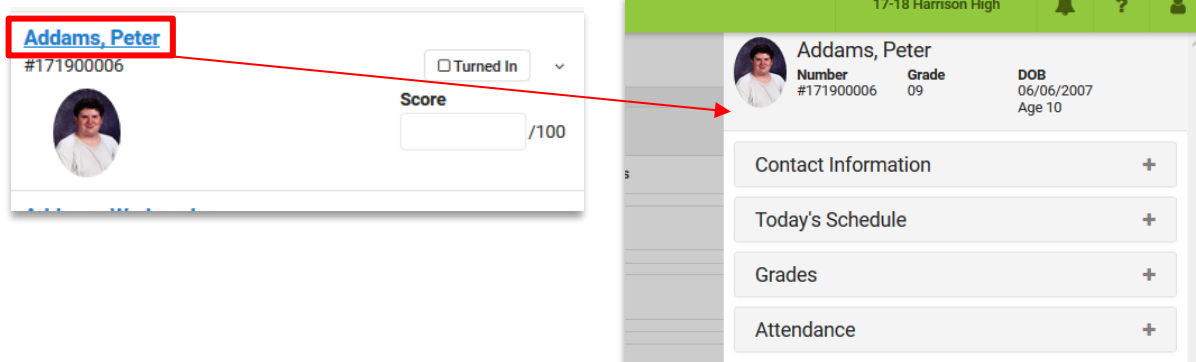 Addams, Peter
#171900006
Turned In
Score
/100
17-18 Harrison High
?
Addams, Peter
Number Grade DOB
#171900006 09 06/06/2007
Age 10
s
Contact Information +
Today's Schedule +
Grades +
Attendance +